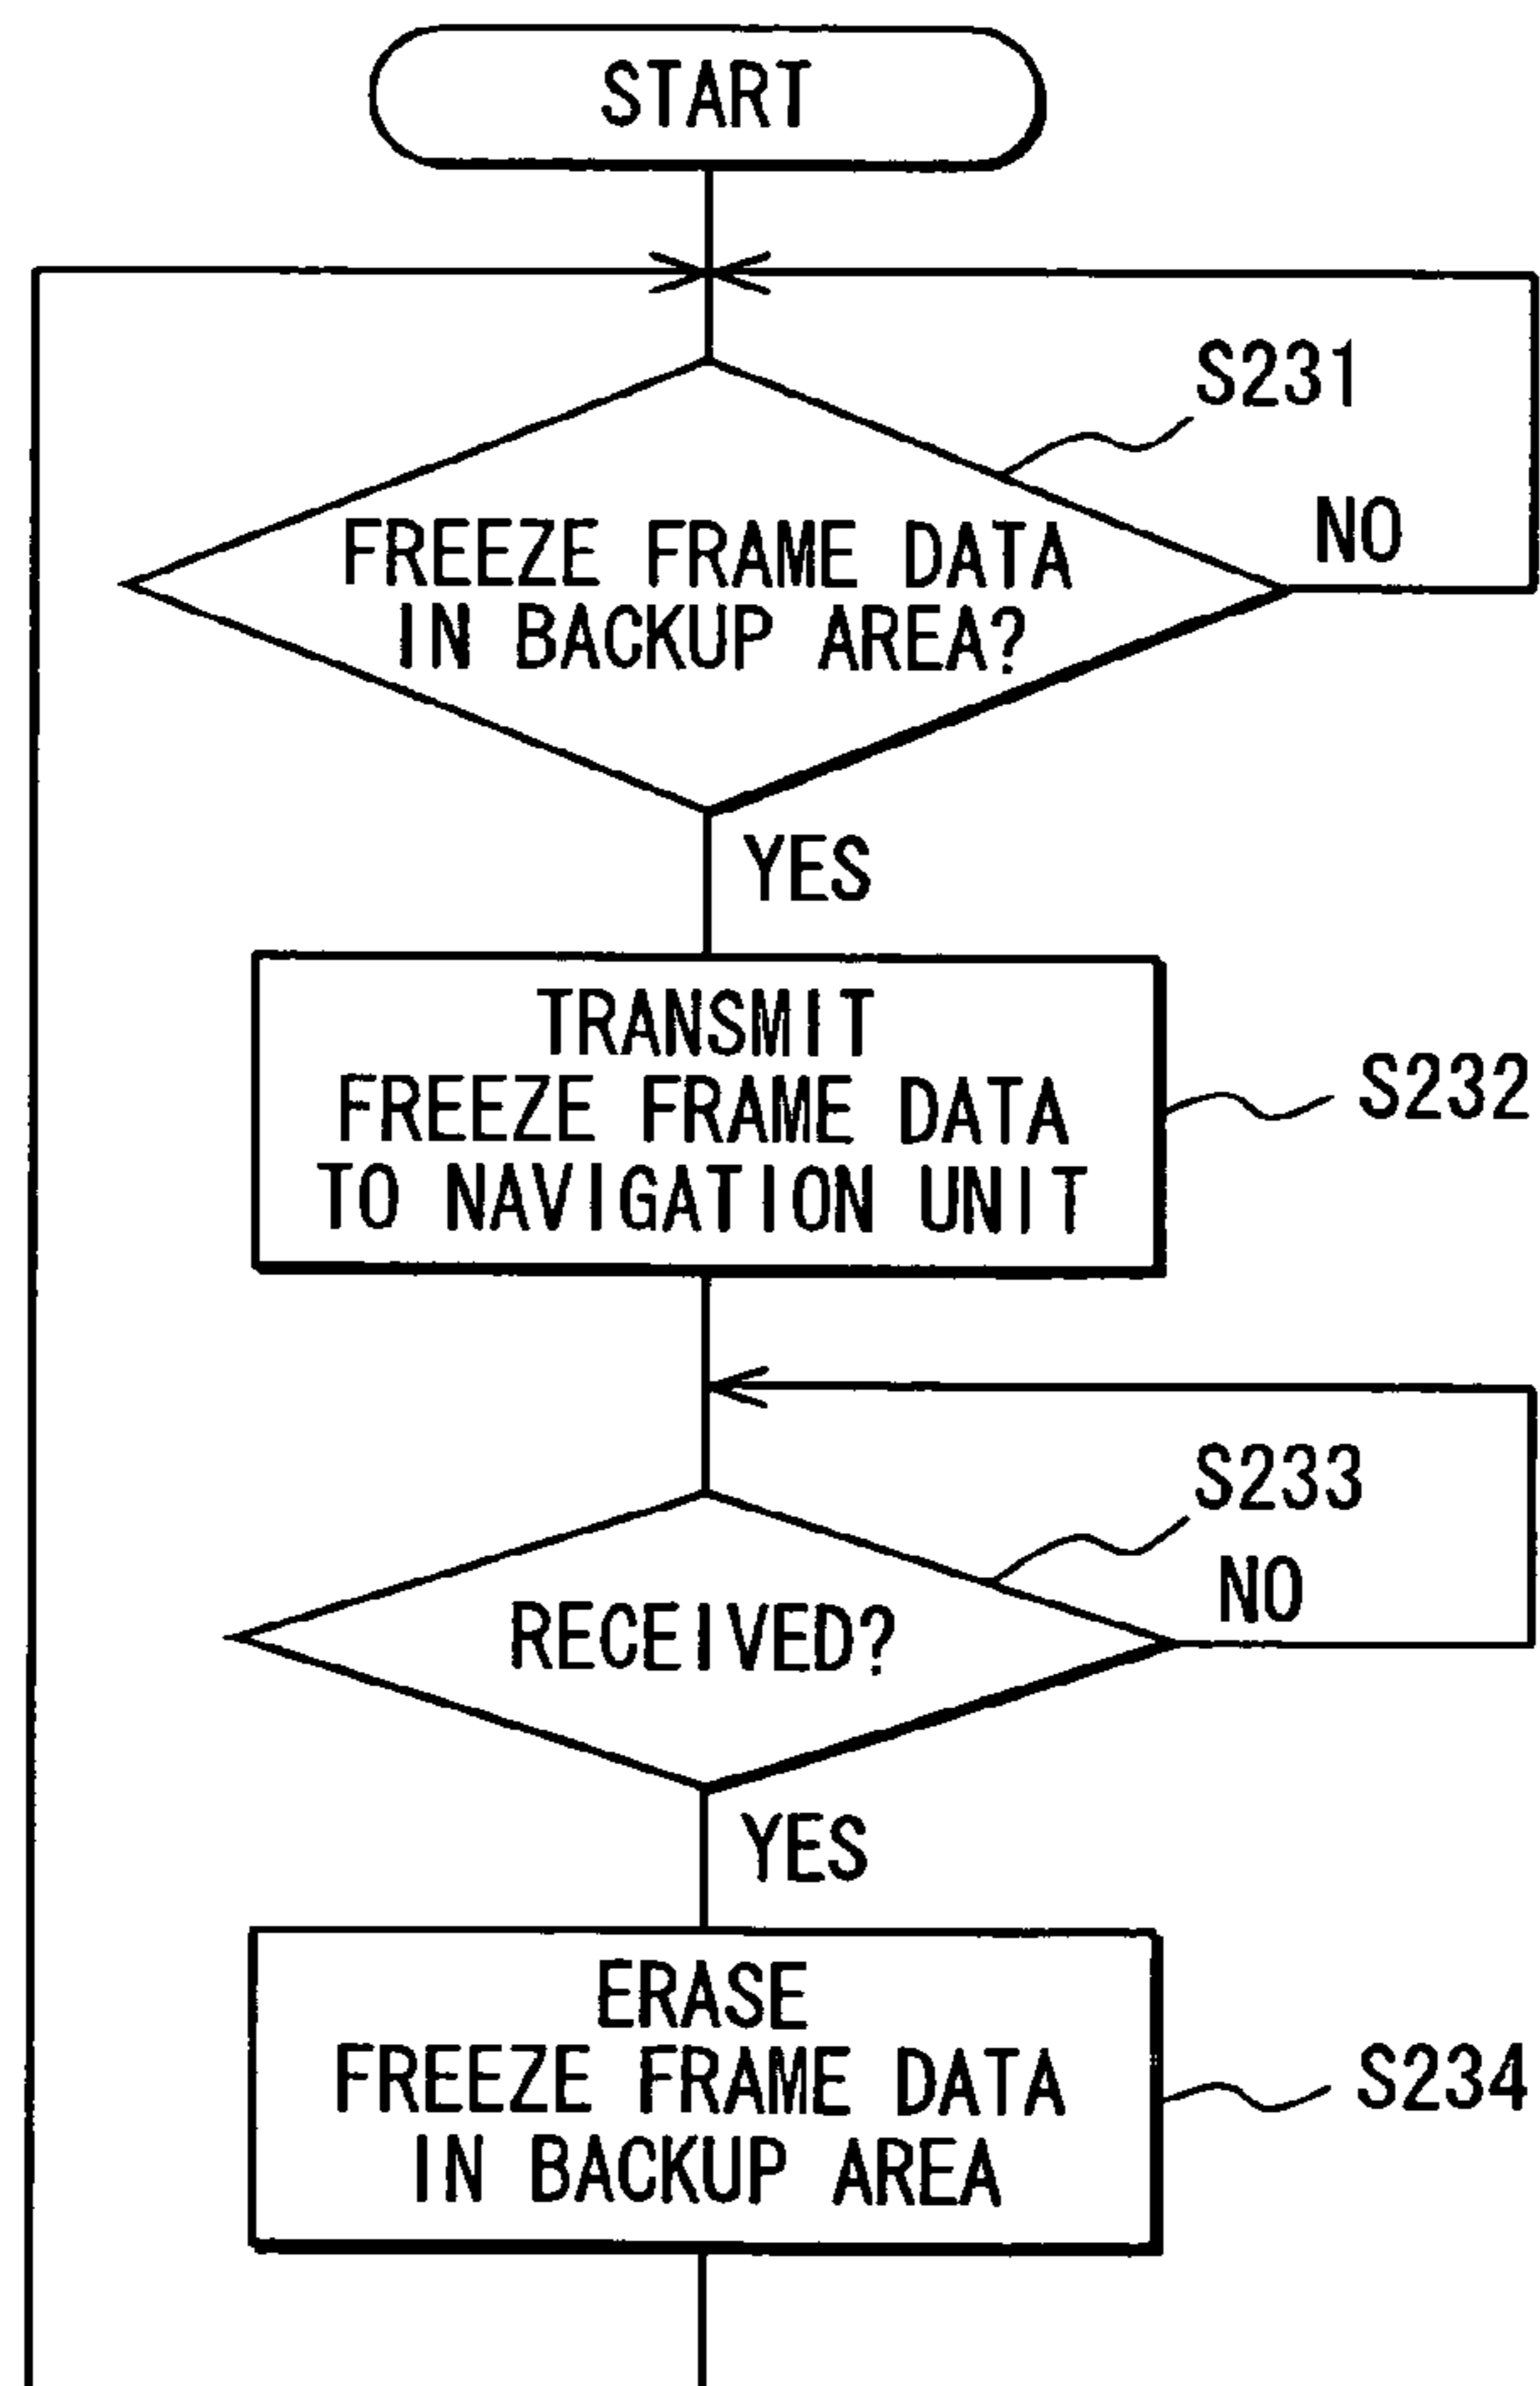 START
S231
NO
FREEZE FRAME DATA
IN BACKUP AREA?
YES
TRANSMIT
FREEZE FRAME DATA
TO NAVIGATION UNIT
S232
S233
NO
RECEIVED?
YES
ERASE
FREEZE FRAME DATA
IN BACKUP AREA
S234